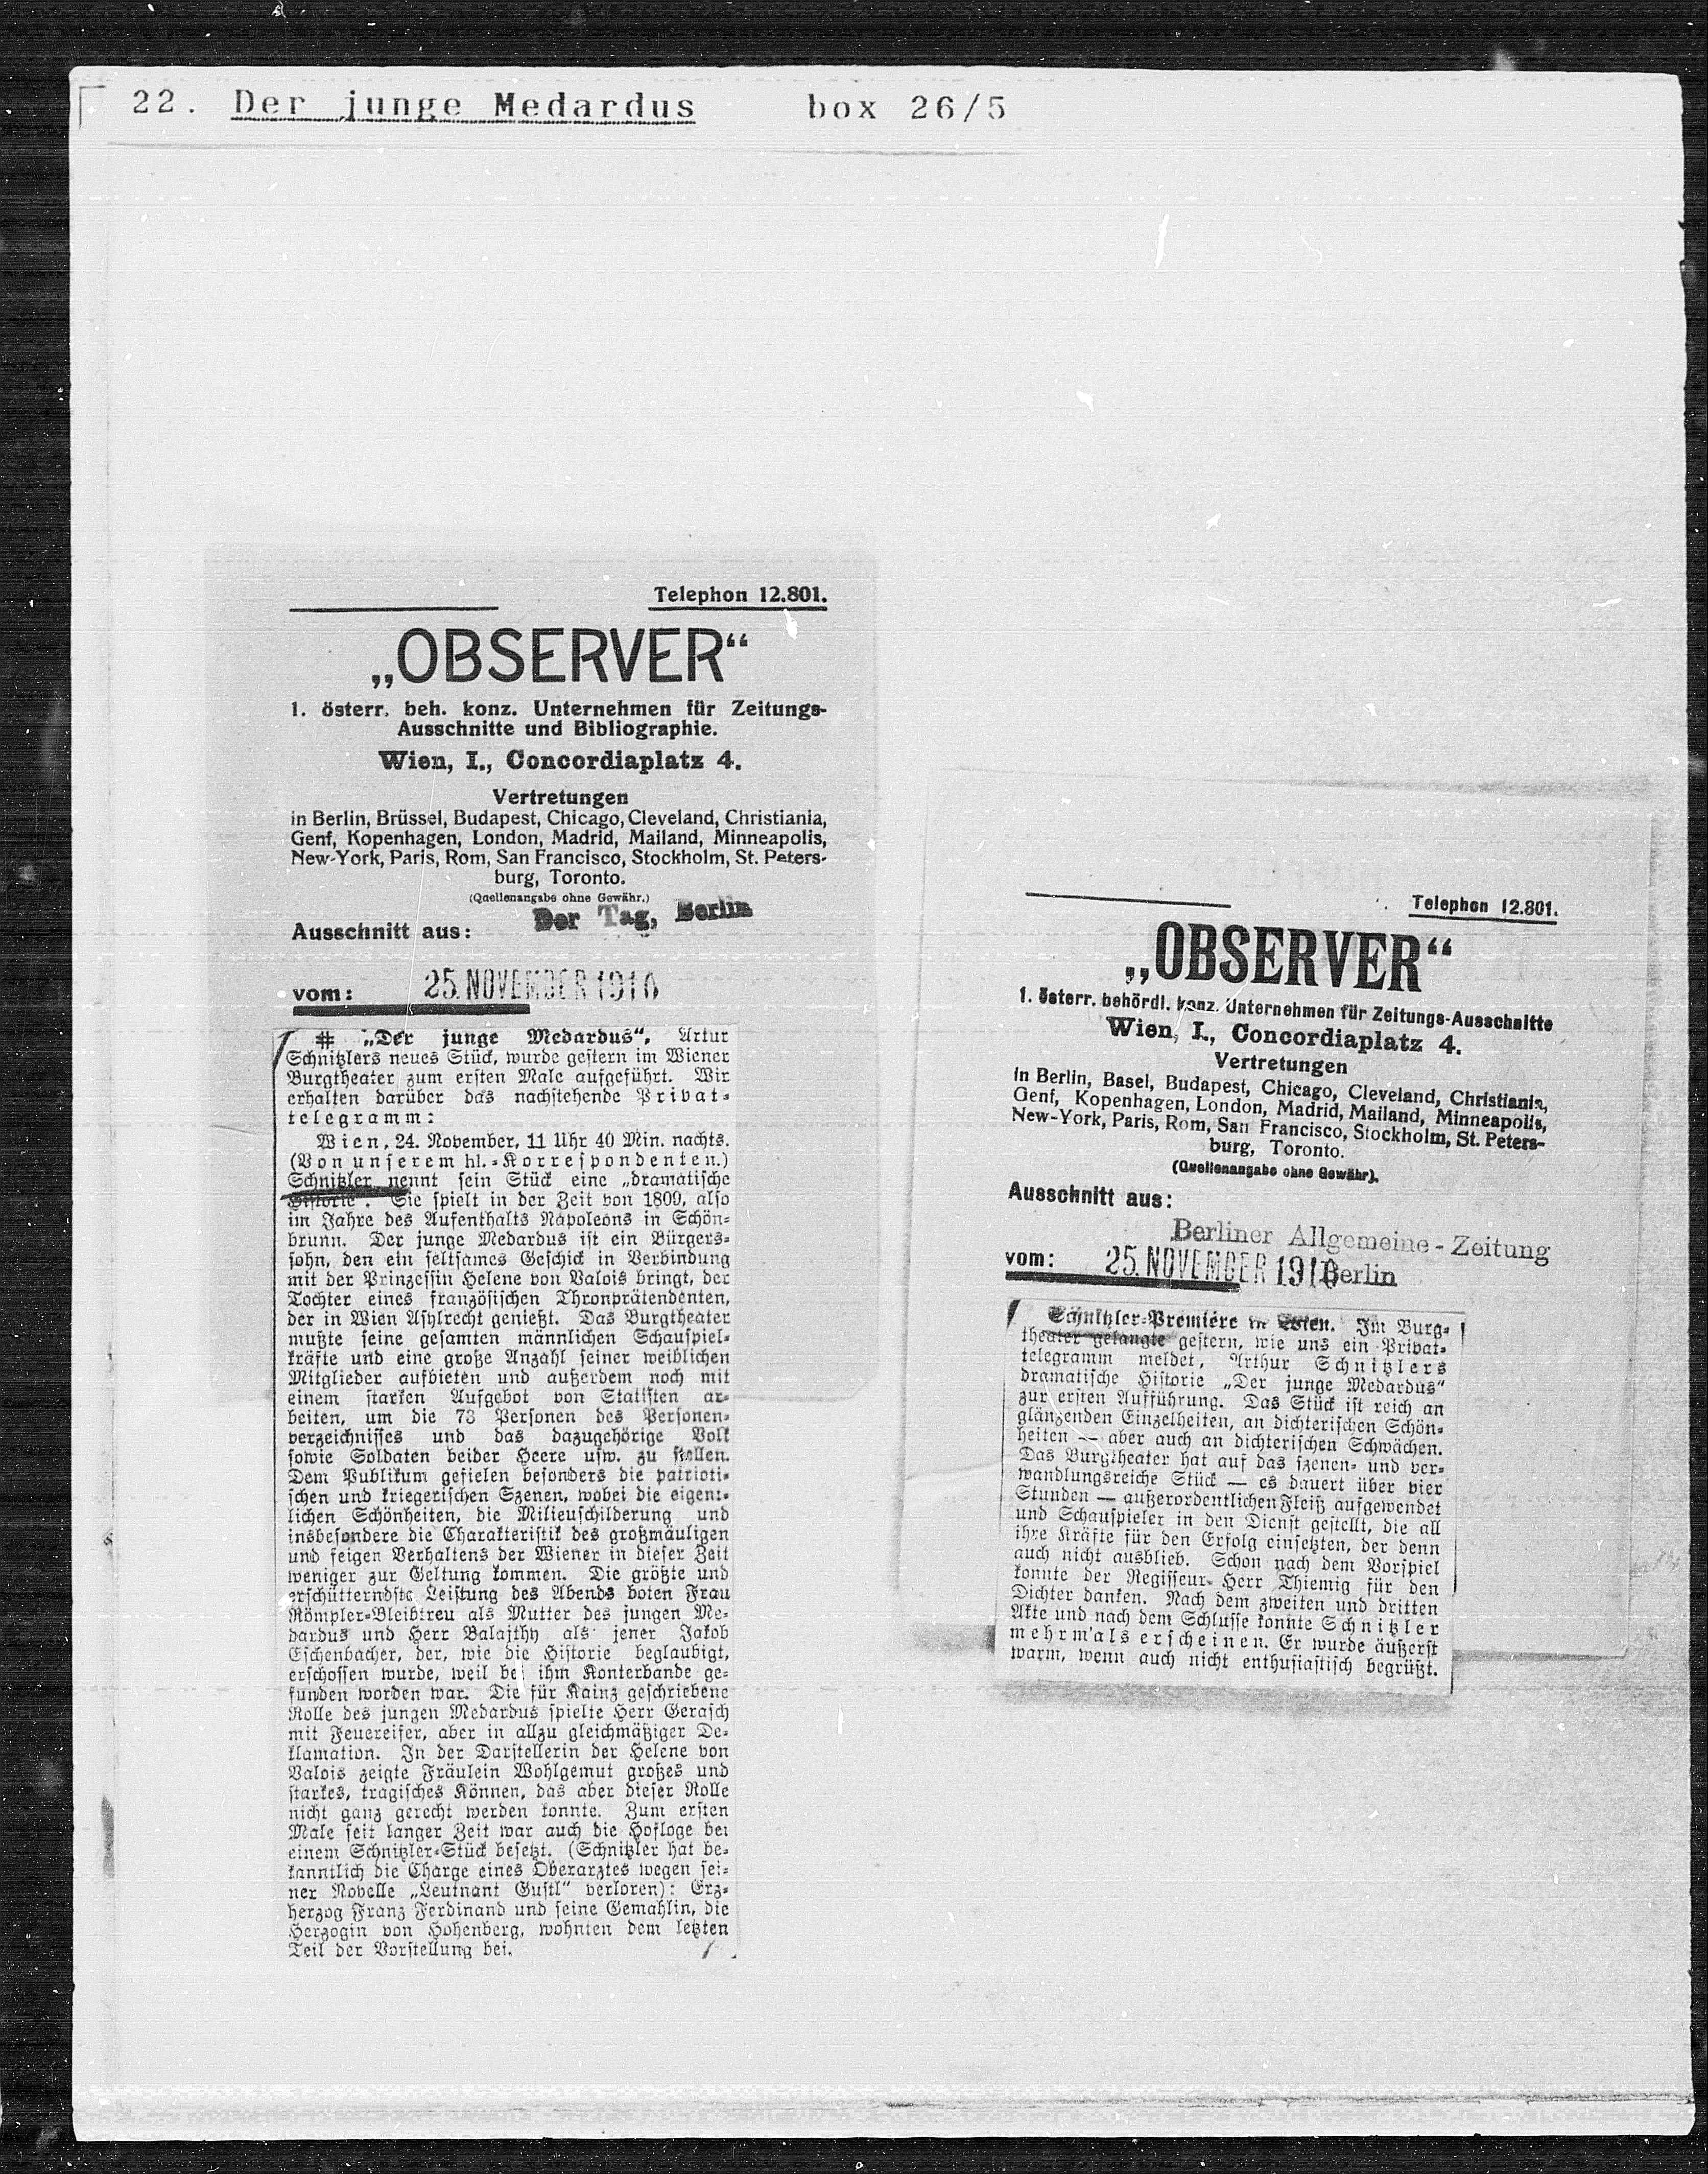 22. Der junge Medardus box 26/5
Telephon 12.801.
„OBSERVER“
1. österr. beh. konz. Unternehmen für Zeitungs-
Ausschnitte und Bibliographie.
Wien, I., Concordiaplatz 4.
Vertretungen
in Berlin, Brüssel, Budapest, Chicago, Cleveland, Christiania,
Genf, Kopenhagen, London, Madrid, Mailand, Minneapolis,
New-York, Paris, Rom, San Francisco, Stockholm, St. Peters-
burg, Toronto.
(Quellenangabe ohne Gewähr.)
Ausschnitt aus: Der Tag, Berlin
vom: 25. NOVEMBER 1910
# „Der junge Medardus“, Artur
Schnitzlers neues Stück, wurde gestern im Wiener
Burgtheater zum ersten Male aufgeführt. Wir
erhalten darüber das nachstehende Privat-
telegramm:
Wien, 24. November, 11 Uhr 40 Min. nachts.
(Von unserem hl.-Korrespondenten.)
Schnitzler nennt sein Stück eine „dramatische
Historie“. Sie spielt in der Zeit von 1809, also
im Jahre des Aufenthalts Napoleons in Schön-
brunn. Der junge Medardus ist ein Bürgers-
sohn, den ein seltsames Geschick in Verbindung
mit der Prinzessin Helene von Valois bringt, der
Tochter eines französischen Thronprätendenten,
der in Wien Asylrecht genießt. Das Burgtheater
mußte seine gesamten männlichen Schauspiel-
kräfte und eine große Anzahl seiner weiblichen
Mitglieder aufbieten und außerdem noch mit
einem starken Aufgebot von Statisten ar-
beiten, um die 73 Personen des Personen-
verzeichnisses und das dazugehörige Volk
sowie Soldaten beider Heere usw. zu stellen.
Dem Publikum gefielen besonders die patrioti-
schen und kriegerischen Szenen, wobei die eigent-
lichen Schönheiten, die Milieuschilderung und
insbesondere die Charakteristik des großmäuligen
und feigen Verhaltens der Wiener in dieser Zeit
weniger zur Geltung kommen. Die größte und
erschütterndste Leistung des Abends boten Frau
Römpler-Bleibtreu als Mutter des jungen Me-
dardus und Herr Balajthy als jener Jakob
Eschenbacher, der, wie die Historie beglaubigt,
erschossen wurde, weil bei ihm Konterbande ge-
funden worden war. Die für Kainz geschriebene
Rolle des jungen Medardus spielte Herr Gerasch
mit Feuereifer, aber in allzu gleichmäßiger De-
klamation. In der Darstellerin der Helene von
Valois zeigte Fräulein Wohlgemut großes und
starkes, tragisches Können, das aber dieser Rolle
nicht ganz gerecht werden konnte. Zum ersten
Male seit langer Zeit war auch die Hofloge bei
einem Schnitzler-Stück besetzt. (Schnitzler hat be-
kanntlich die Charge eines Oberarztes wegen sei-
ner Novelle „Leutnant Gustl“ verloren): Erz-
herzog Franz Ferdinand und seine Gemahlin, die
Herzogin von Hohenberg, wohnten dem letzten
Teil der Vorstellung bei.
Telephon 12.801.
„OBSERVER“
1. österr. behördl. konz. Unternehmen für Zeitungs-Ausschnitte
Wien, I., Concordiaplatz 4.
Vertretungen
in Berlin, Basel, Budapest, Chicago, Cleveland, Christiania,
Genf, Kopenhagen, London, Madrid, Mailand, Minneapolis,
New-York, Paris, Rom, San Francisco, Stockholm, St. Peters-
burg, Toronto.
(Quellenangabe ohne Gewähr).
Ausschnitt aus:
Berliner Allgemeine-Zeitung
vom: 25. NOVEMBER 1910 Berlin
Schnitzler-Premiére in Wien. Im Burg-
theater gelangte gestern, wie uns ein Privat-
telegramm meldet, Arthur Schnitzlers
dramatische Historie „Der junge Medardus“
zur ersten Aufführung. Das Stück ist reich an
glänzenden Einzelheiten, an dichterischen Schön-
heiten — aber auch an dichterischen Schwächen.
Das Burgtheater hat auf das szenen- und ver-
wandlungsreiche Stück — es dauert über vier
Stunden — außerordentlichen Fleiß aufgewendet
und Schauspieler in den Dienst gestellt, die all
ihre Kräfte für den Erfolg einsetzten, der denn
auch nicht ausblieb. Schon nach dem Vorspiel
konnte der Regisseur Herr Thiemig für den
Dichter danken. Nach dem zweiten und dritten
Akte und nach dem Schlusse konnte Schnitzler
mehrmals erscheinen. Er wurde äußerst
warm, wenn auch nicht enthusiastisch begrüßt.